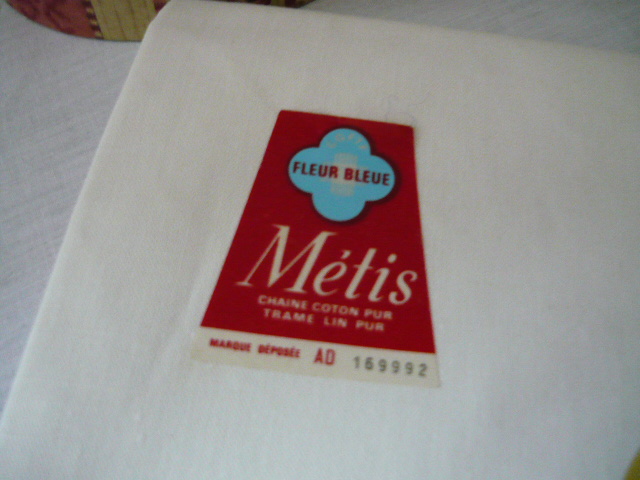 FLEUR BLEUE
Métis
CHAINE COTON PUR
TRAME LIN PUR
MARQUE DÉPOSÉE AD 169992